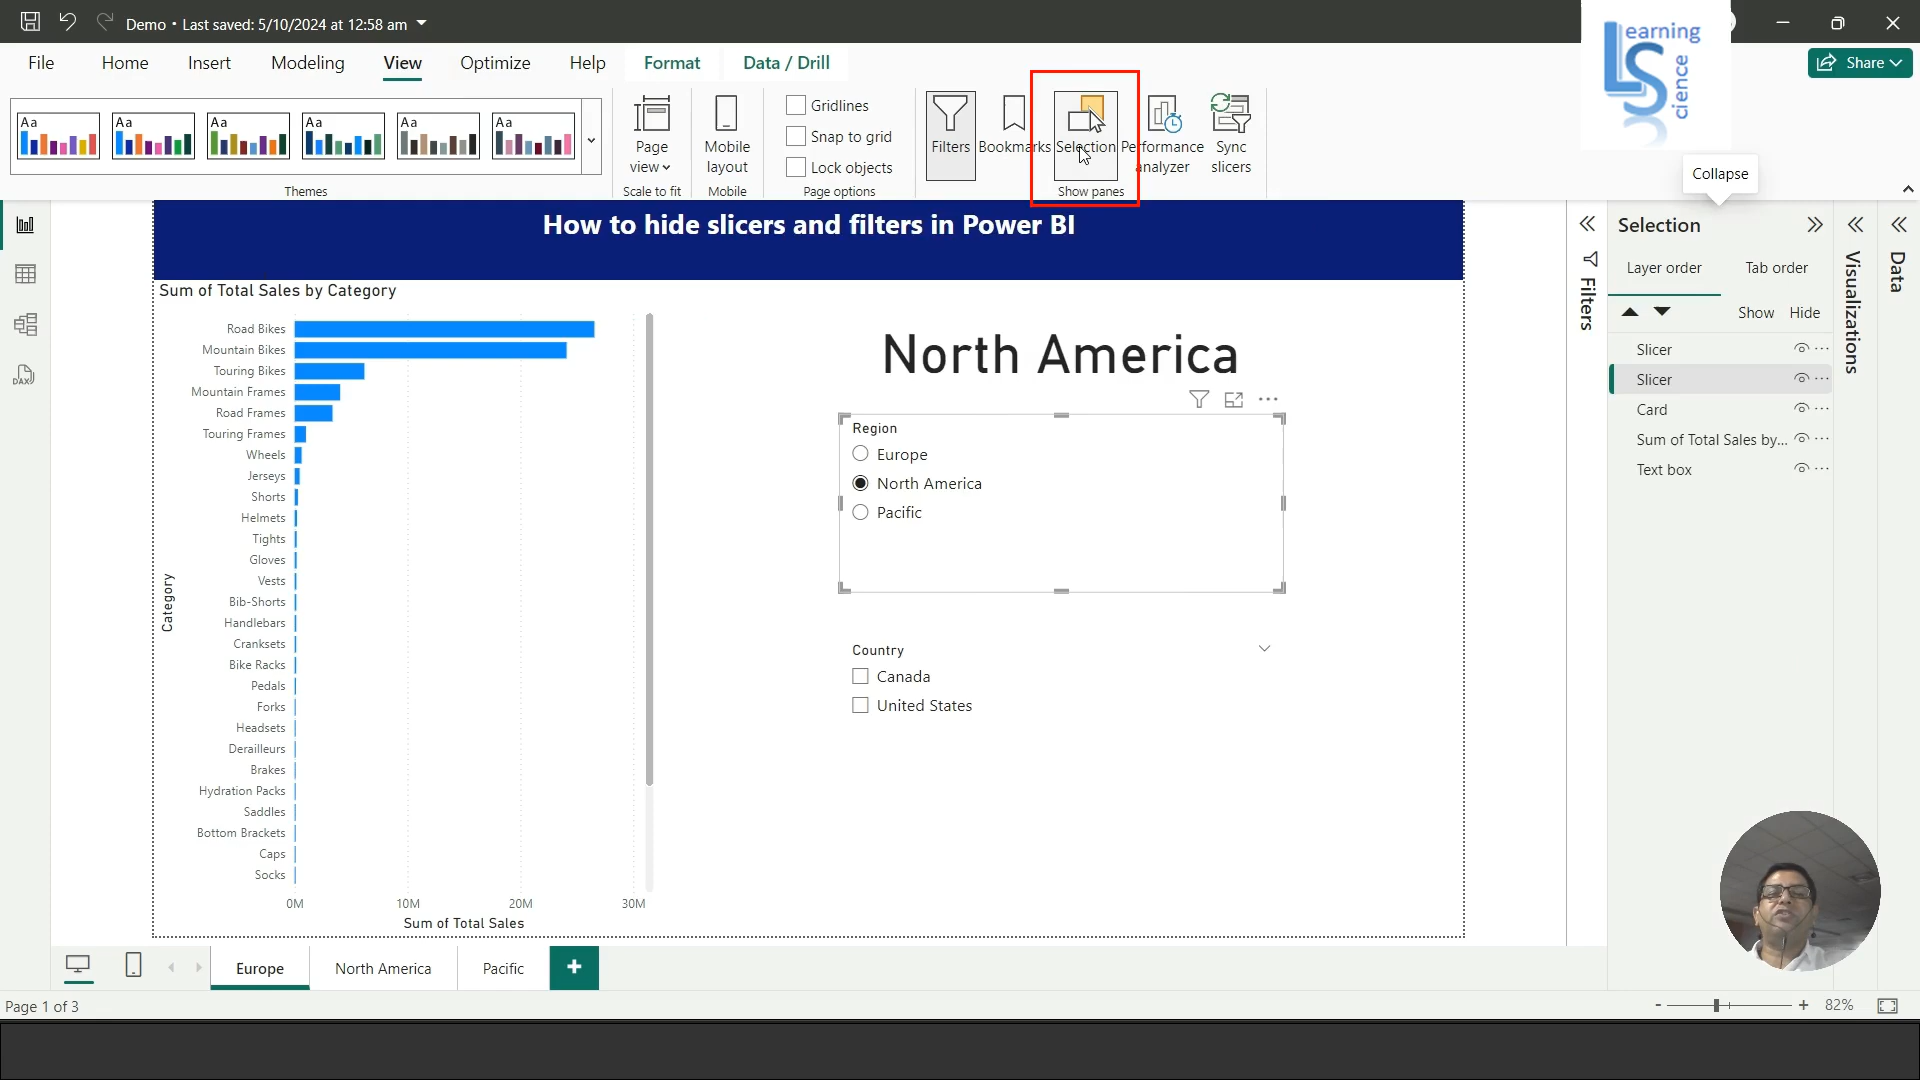 Demo • Last saved: 5/10/2024 at 12:58 am
Learning
Science
File
Home
Insert
Modeling
View
Optimize
Help
Format
Data / Drill
Share
Aa
Aa
Aa
Aa
Aa
Aa
Themes
Page view
Scale to fit
Mobile layout
Mobile
Gridlines
Snap to grid
Lock objects
Page options
Filters
Bookmarks
Selection
Performance analyzer
Sync slicers
Show panes
Collapse
How to hide slicers and filters in Power BI
Sum of Total Sales by Category
Road Bikes
Mountain Bikes
Touring Bikes
Mountain Frames
Road Frames
Touring Frames
Wheels
Jerseys
Shorts
Helmets
Tights
Gloves
Vests
Bib-Shorts
Handlebars
Cranksets
Bike Racks
Pedals
Forks
Headsets
Derailleurs
Brakes
Hydration Packs
Saddles
Bottom Brackets
Caps
Socks
Category
0M
10M
20M
30M
Sum of Total Sales
North America
Region
Europe
North America
Pacific
Country
Canada
United States
Filters
Selection
Layer order
Tab order
Show
Hide
Slicer
Slicer
Card
Sum of Total Sales by...
Text box
Visualizations
Data
DAX
Europe
North America
Pacific
+
Page 1 of 3
- + 82%